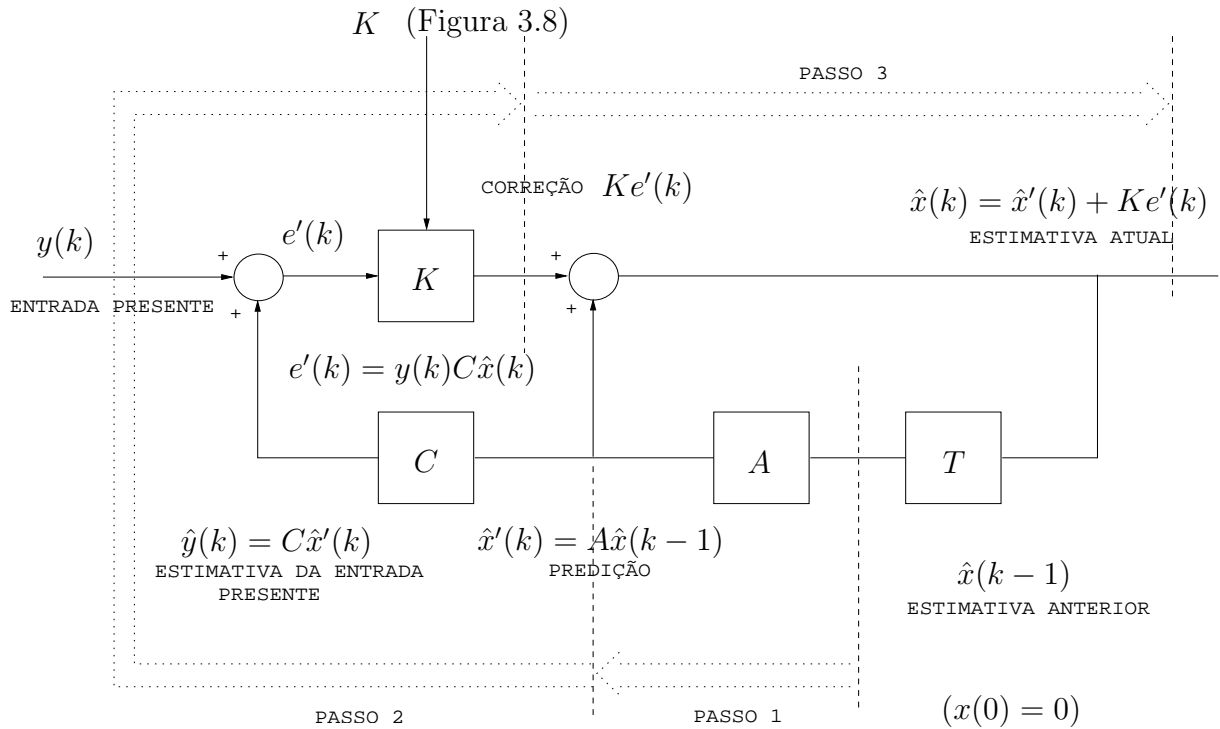 K (Figura 3.8)
PASSO 3
CORREÇÃO Ke'(k)
x̂(k) = x̂'(k) + Ke'(k)
ESTIMATIVA ATUAL
y(k)
e'(k)
+
+
K
ENTRADA PRESENTE
+
+
e'(k) = y(k)Cx̂(k)
C
A
T
ŷ(k) = Cx̂'(k)
ESTIMATIVA DA ENTRADA
PRESENTE
x̂'(k) = Ax̂(k − 1)
PREDIÇÃO
x̂(k − 1)
ESTIMATIVA ANTERIOR
PASSO 2
PASSO 1
(x(0) = 0)